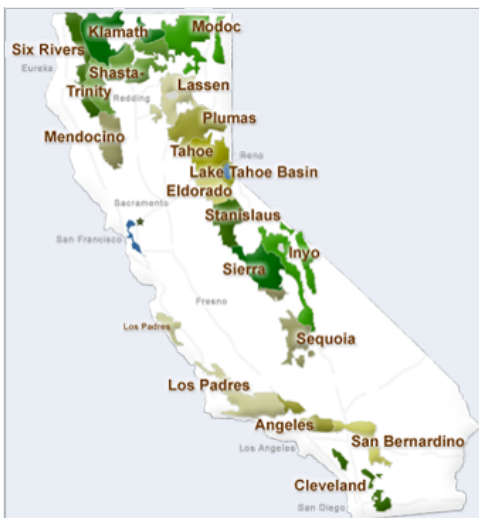 Klamath
Modoc
Six Rivers
Eureka
Shasta-
Trinity
Redding
Lassen
Plumas
Mendocino
Tahoe
Reno
Lake Tahoe Basin
Eldorado
Sacramento
Stanislaus
San Francisco
Inyo
Sierra
Fresno
Los Padres
Sequoia
Los Padres
Angeles
San Bernardino
Los Angeles
Cleveland
San Diego